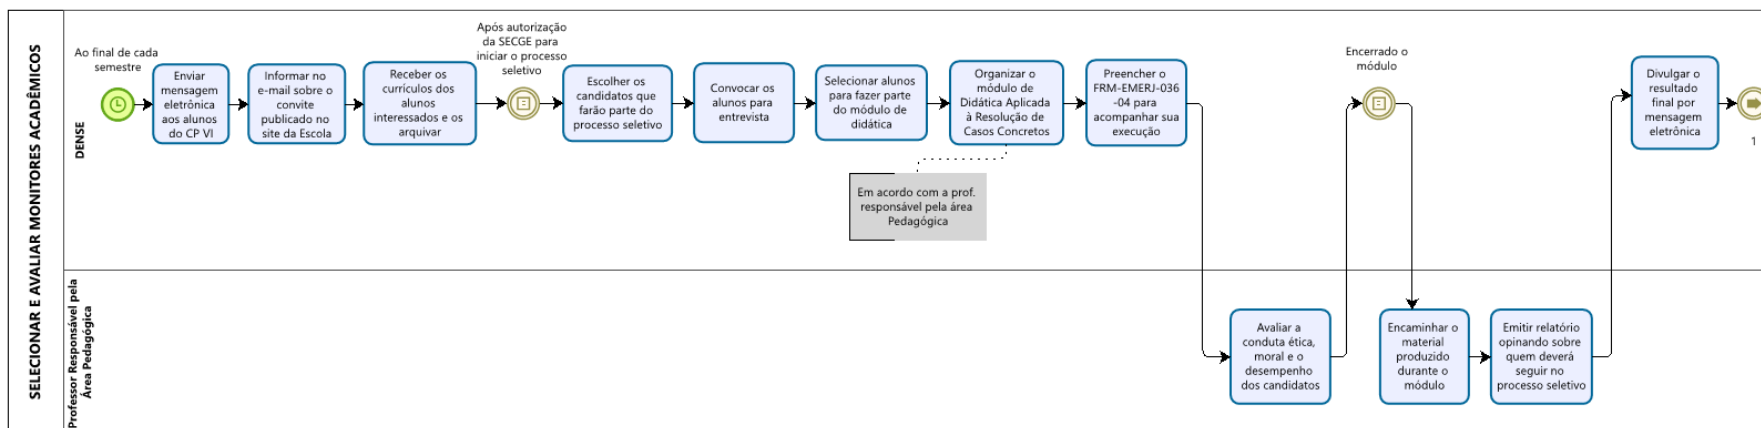 SELECIONAR E AVALIAR MONITORES ACADÊMICOS
DENSE
Ao final de cada
semestre
Enviar
mensagem
eletrônica
aos alunos
do CP VI
Informar no
e-mail sobre o
convite
publicado no
site da Escola
Receber os
currículos dos
alunos
interessados e os
arquivar
Após autorização
da SECGE para
iniciar o processo
seletivo
Escolher os
candidatos que
farão parte do
processo seletivo
Convocar os
alunos para
entrevista
Selecionar alunos
para fazer parte
do módulo de
didática
Organizar o
módulo de
Didática Aplicada
à Resolução de
Casos Concretos
Em acordo com a prof.
responsável pela área
Pedagógica
Preencher o
FRM-EMERJ-036
-04 para
acompanhar sua
execução
Encerrado o
módulo
Divulgar o
resultado
final por
mensagem
eletrônica
1
Professor Responsável pela
Área Pedagógica
Avaliar a
conduta ética,
moral e o
desempenho
dos candidatos
Encaminhar o
material
produzido
durante o
módulo
Emitir relatório
opinando sobre
quem deverá
seguir no
processo seletivo